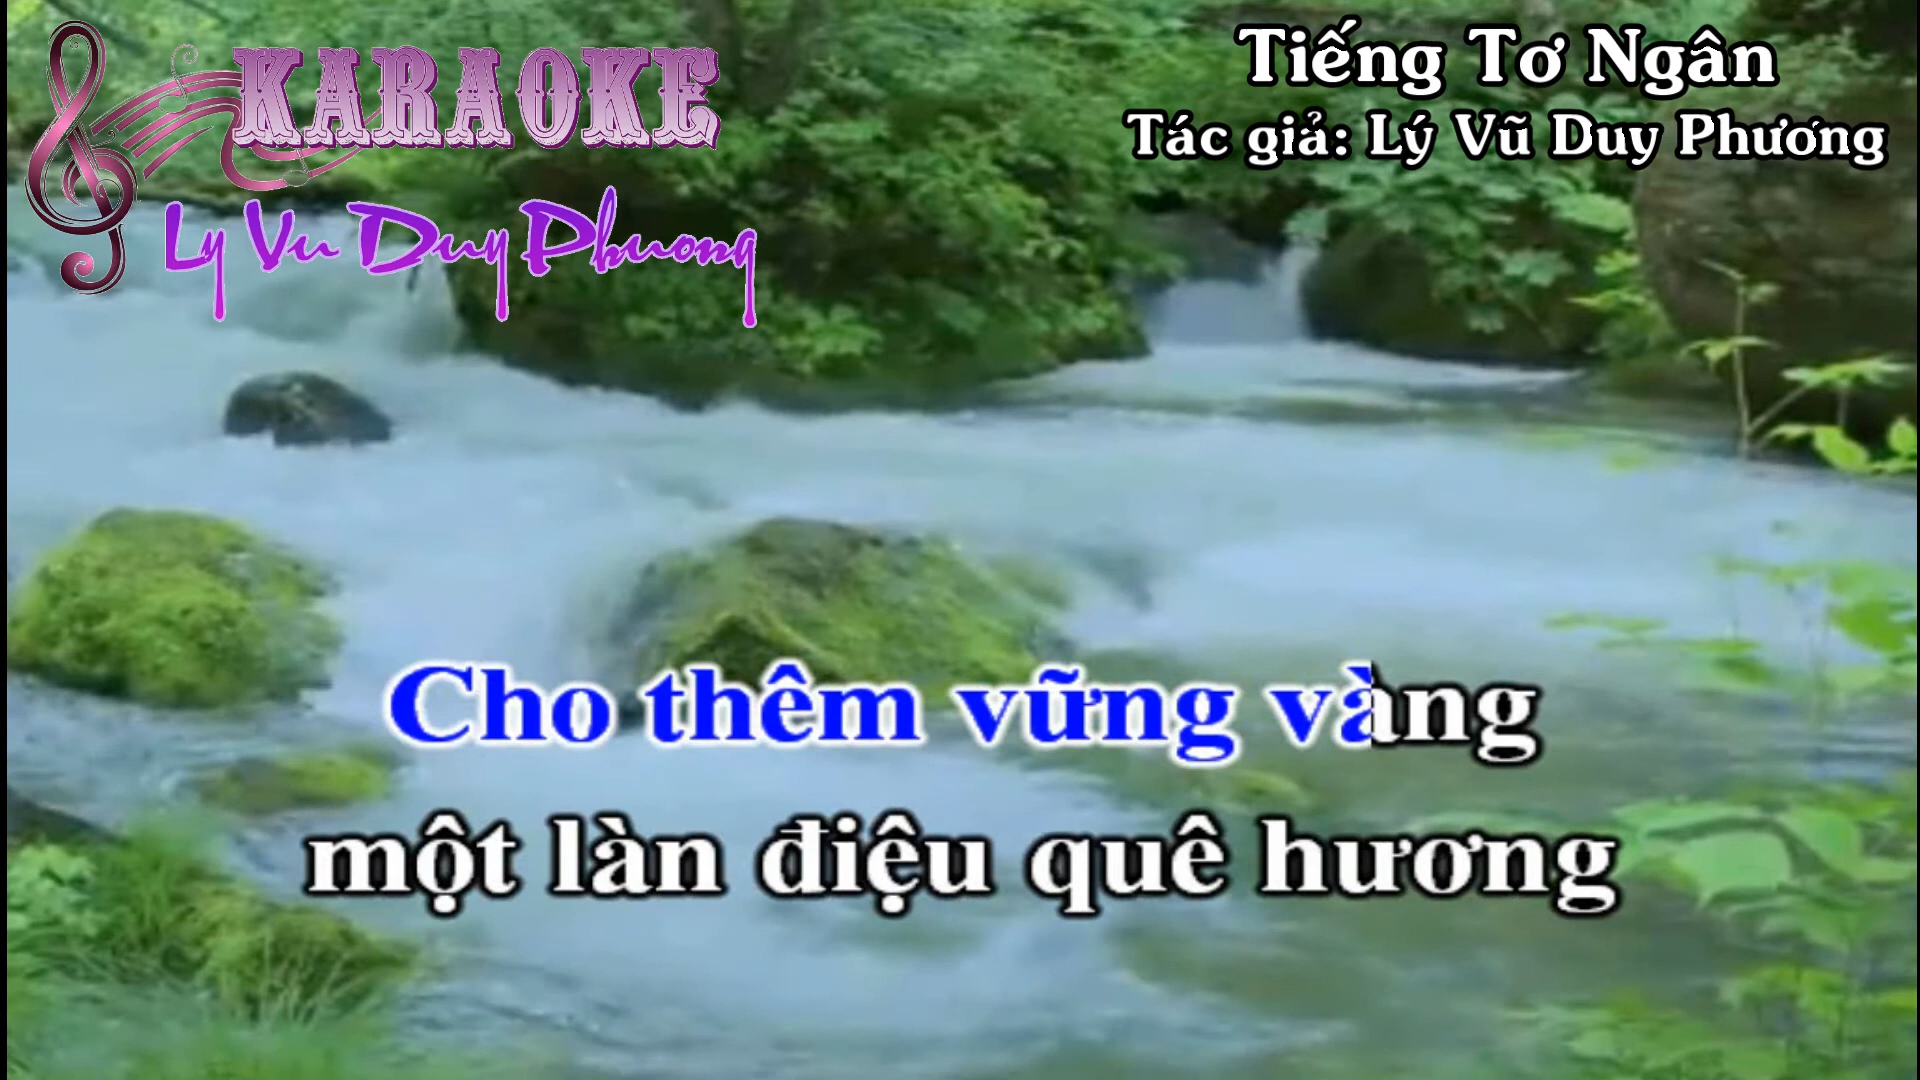 KARAOKE
Ly Vu Duy Phuong
Tiếng Tơ Ngân
Tác giả: Lý Vũ Duy Phương
Cho thêm vững vàng
một làn điệu quê hương